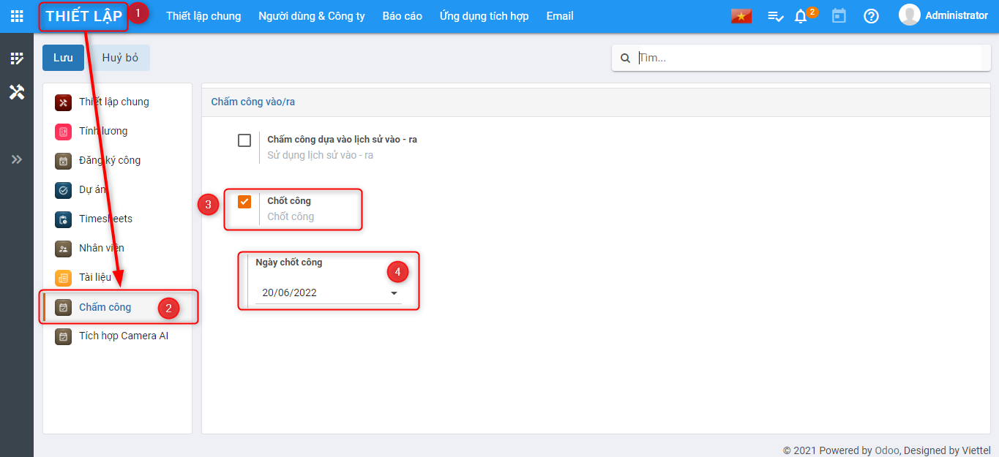 THIẾT LẬP 1 Thiết lập chung Người dùng & Công ty Báo cáo Ứng dụng tích hợp Email 2 Administrator
Lưu Huỷ bỏ Tìm...
Thiết lập chung
Tính lương
Đăng ký công
Dự án
Timesheets
Nhân viên
Tài liệu
Chấm công 2
Tích hợp Camera AI
Chấm công vào/ra
Chấm công dựa vào lịch sử vào - ra
Sử dụng lịch sử vào - ra
3 Chốt công
Chốt công
Ngày chốt công 4
20/06/2022
© 2021 Powered by Odoo, Designed by Viettel